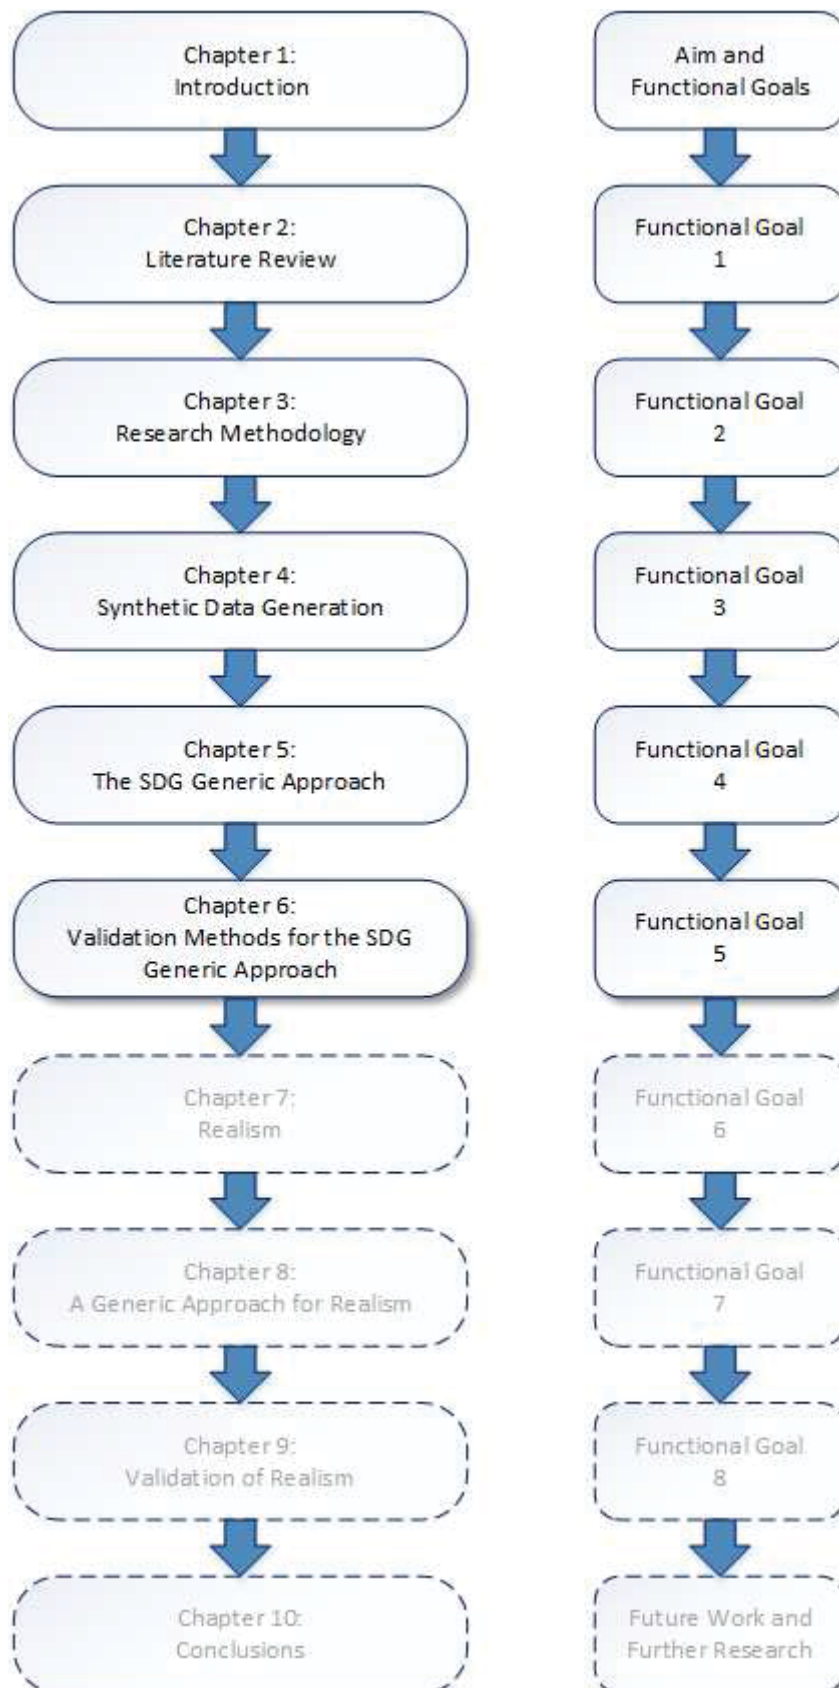 Chapter 1:
Introduction
Aim and
Functional Goals
Chapter 2:
Literature Review
Functional Goal
1
Chapter 3:
Research Methodology
Functional Goal
2
Chapter 4:
Synthetic Data Generation
Functional Goal
3
Chapter 5:
The SDG Generic Approach
Functional Goal
4
Chapter 6:
Validation Methods for the SDG
Generic Approach
Functional Goal
5
Chapter 7:
Realism
Functional Goal
6
Chapter 8:
A Generic Approach for Realism
Functional Goal
7
Chapter 9:
Validation of Realism
Functional Goal
8
Chapter 10:
Conclusions
Future Work and
Further Research